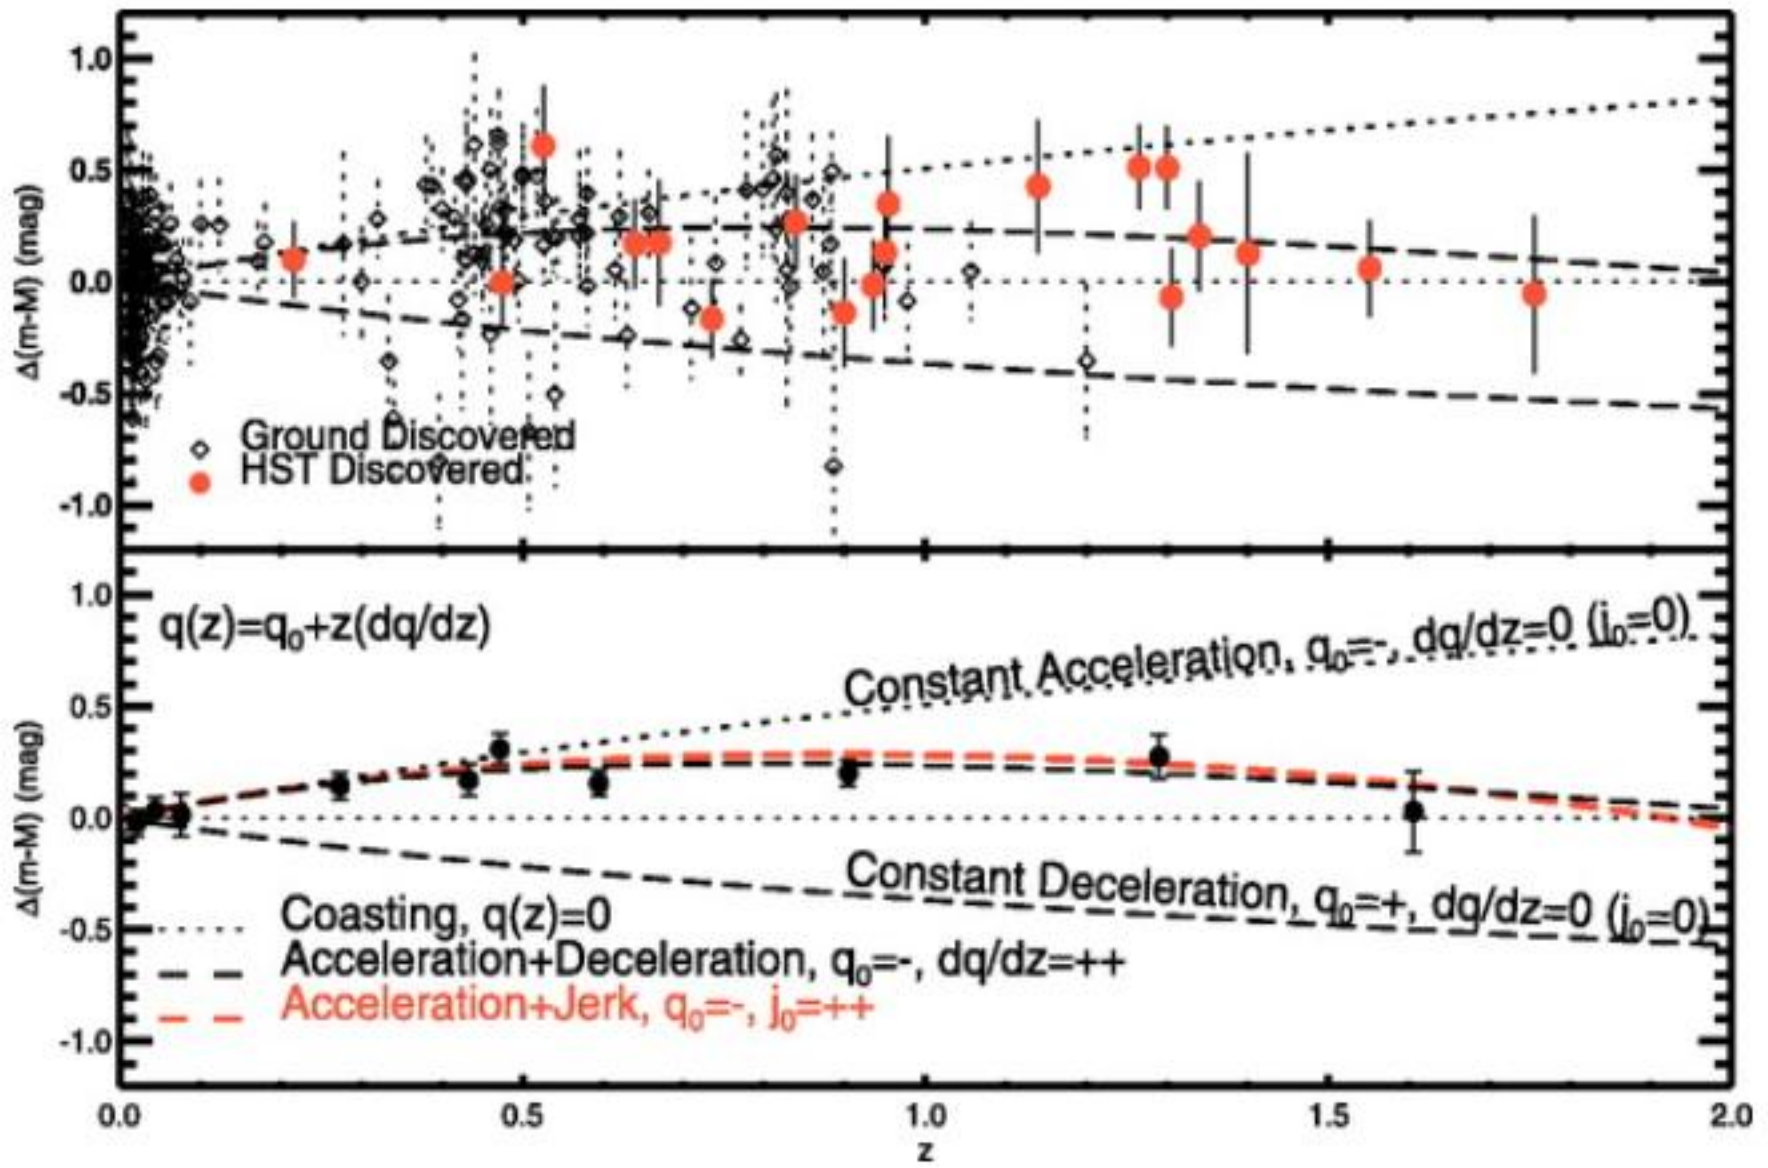 1.0
0.5
0.0
-0.5
-1.0
Δ(m-M) (mag)
Ground Discovered
HST Discovered
1.0
0.5
0.0
-0.5
-1.0
Δ(m-M) (mag)
q(z)=q₀+z(dq/dz)
Constant Acceleration, q₀=-, dq/dz=0 (j₀=0)
Constant Deceleration, q₀=+, dq/dz=0 (j₀=0)
Coasting, q(z)=0
Acceleration+Deceleration, q₀=-, dq/dz=++
Acceleration+Jerk, q₀=-, j₀=++
0.0 0.5 1.0 1.5 2.0
z